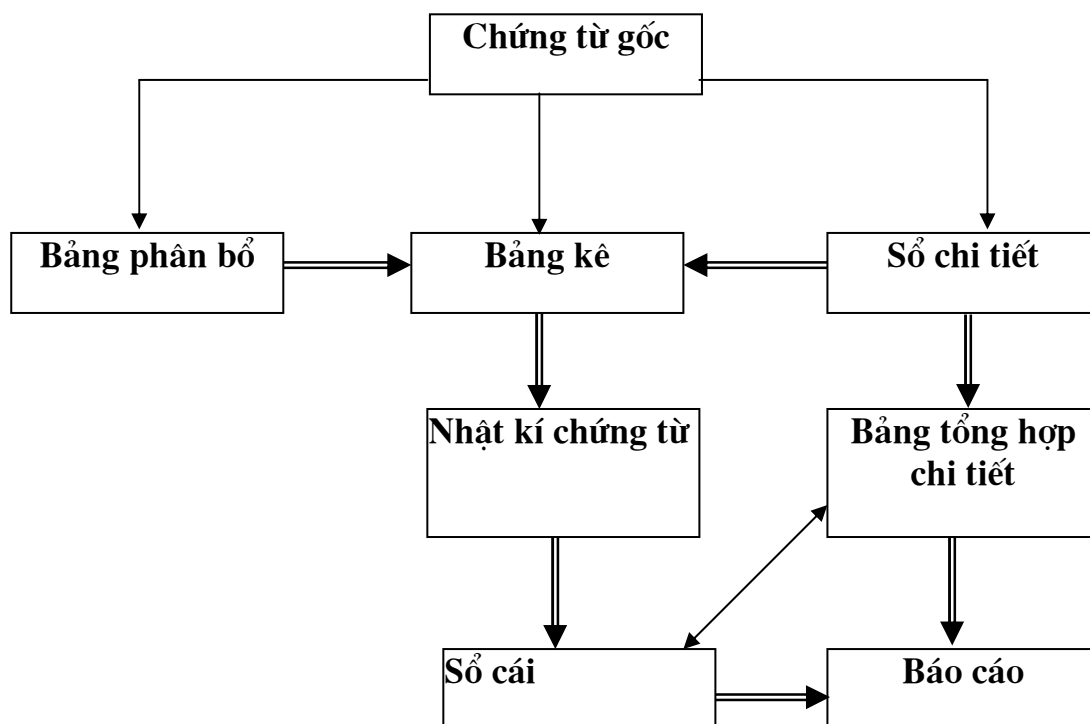 Chứng từ gốc
Bảng phân bổ
Bảng kê
Sổ chi tiết
Nhật kí chứng từ
Bảng tổng hợp
chi tiết
Sổ cái
Báo cáo